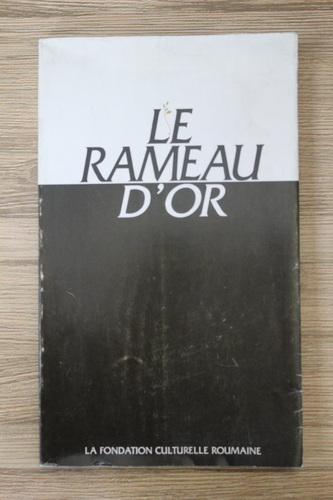 LE
RAMEAU
D'OR
LA FONDATION CULTURELLE ROUMAINE